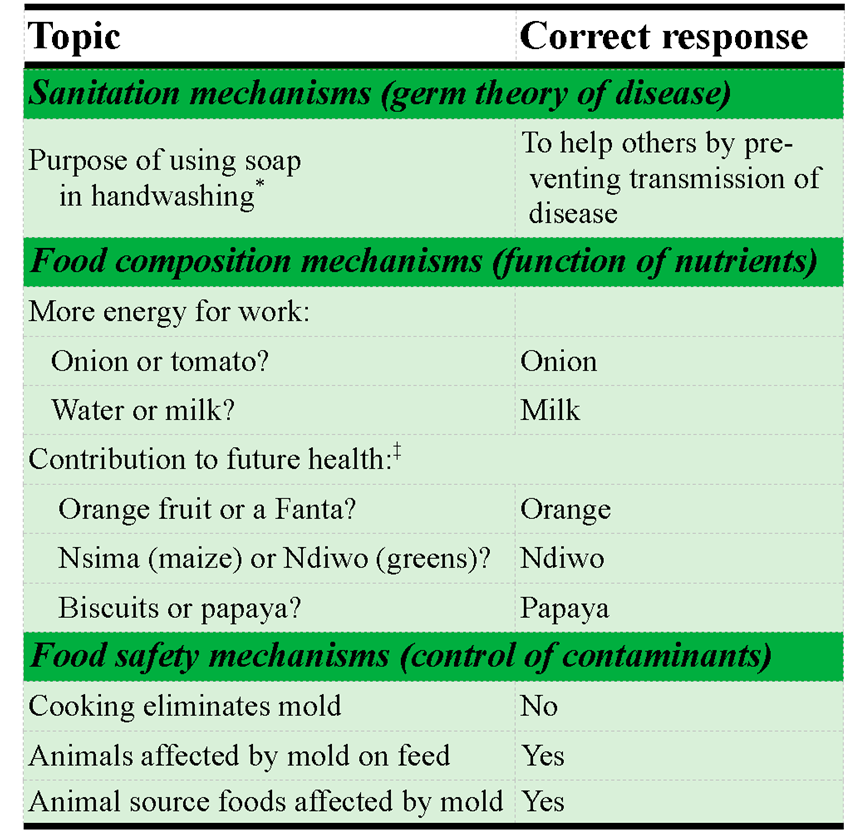 Topic Correct response
Sanitation mechanisms (germ theory of disease)
Purpose of using soap
in handwashing*
To help others by pre-
venting transmission of
disease
Food composition mechanisms (function of nutrients)
More energy for work:
Onion or tomato? Onion
Water or milk? Milk
Contribution to future health:‡
Orange fruit or a Fanta? Orange
Nsima (maize) or Ndiwo (greens)? Ndiwo
Biscuits or papaya? Papaya
Food safety mechanisms (control of contaminants)
Cooking eliminates mold No
Animals affected by mold on feed Yes
Animal source foods affected by mold Yes